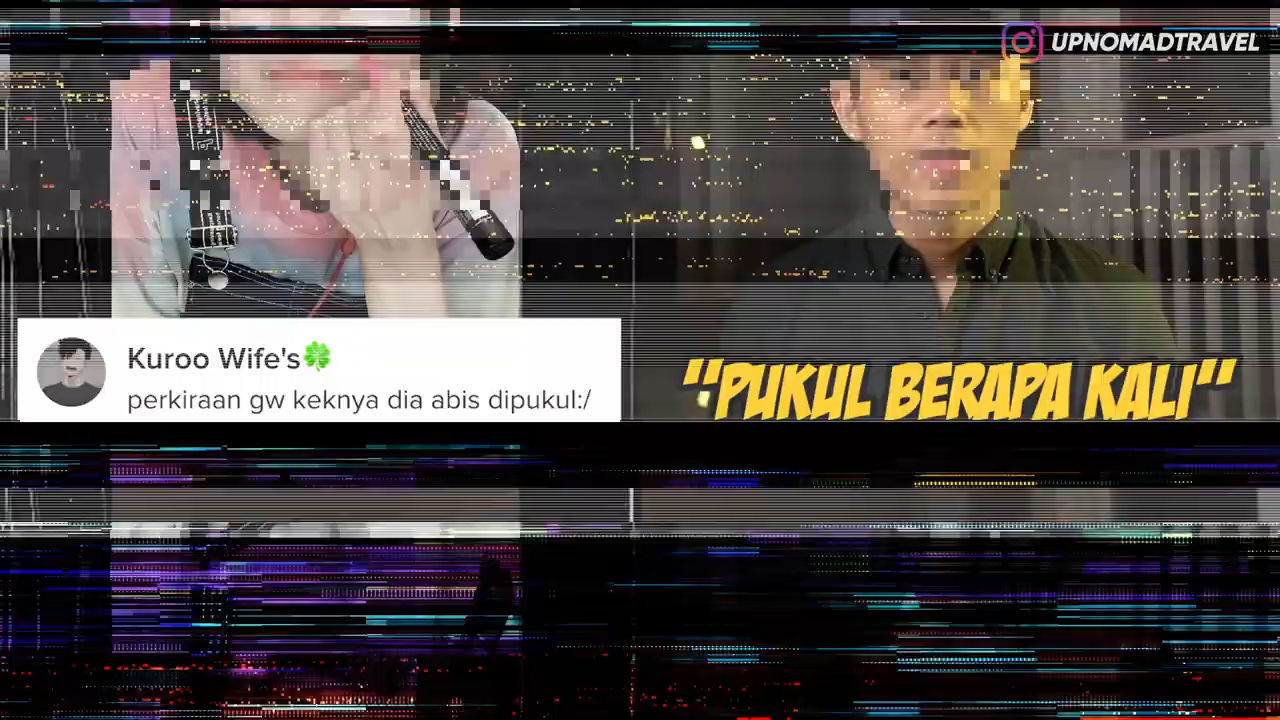 UPNOMADTRAVEL
Kuroo Wife's🍀
perkiraan gw keknya dia abis dipukul:/
"PUKUL BERAPA KALI"